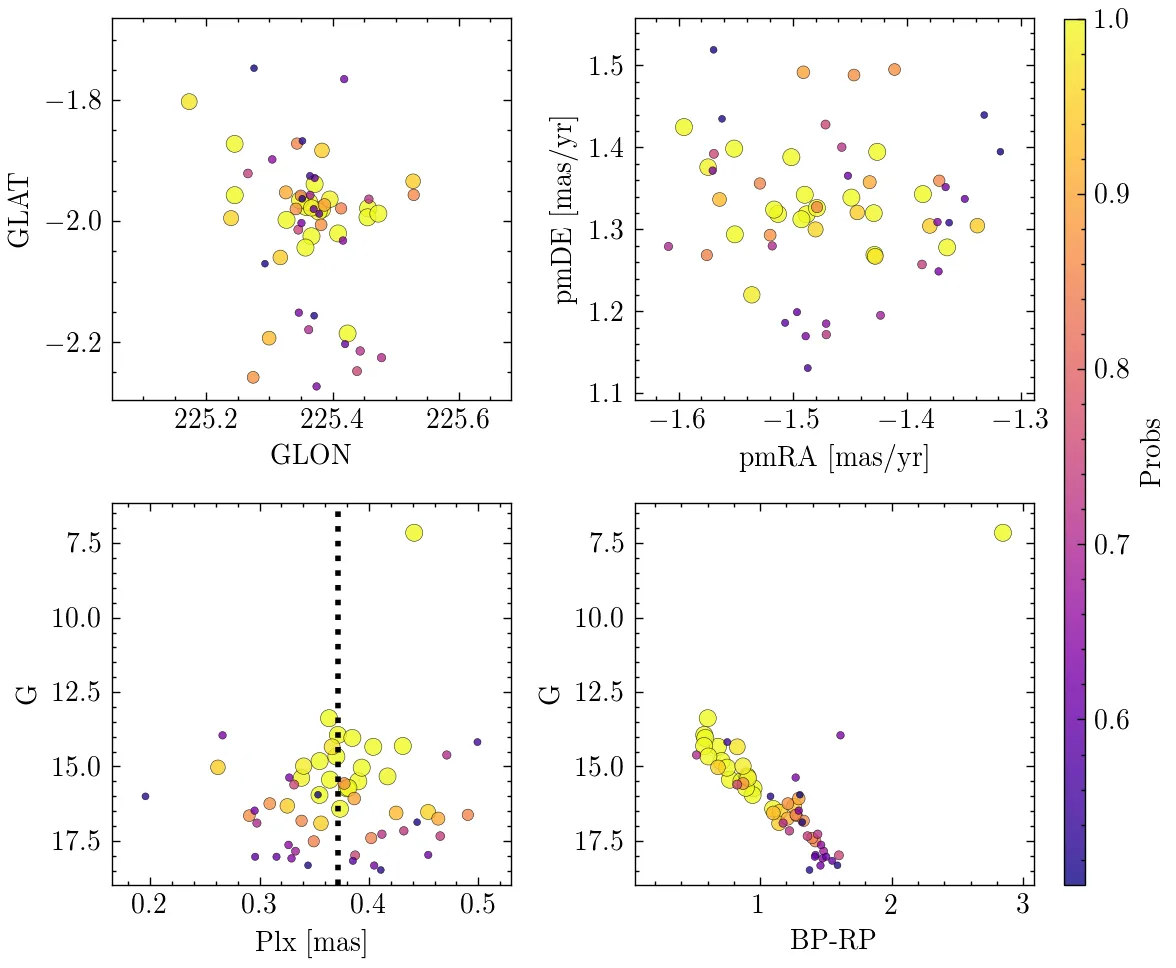 −1.8
−2.0
−2.2
GLAT
225.2 225.4 225.6
GLON
1.5
1.4
1.3
1.2
1.1
pmDE [mas/yr]
−1.6 −1.5 −1.4 −1.3
pmRA [mas/yr]
7.5
10.0
12.5
15.0
17.5
G
0.2 0.3 0.4 0.5
Plx [mas]
7.5
10.0
12.5
15.0
17.5
G
1 2 3
BP-RP
1.0
0.9
0.8
0.7
0.6
Probs